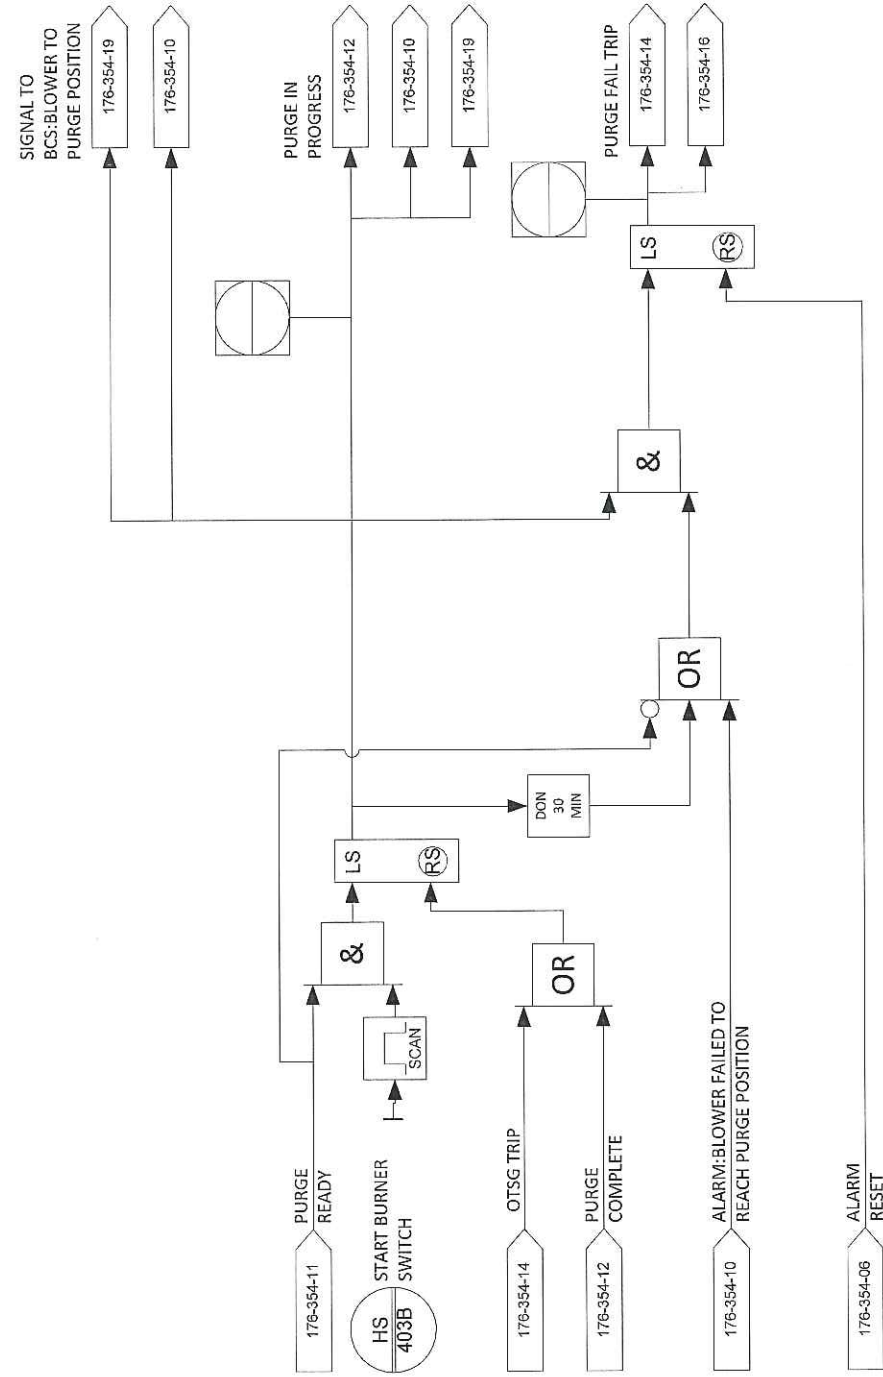 SIGNAL TO
BCS:BLOWER TO
PURGE POSITION
176-354-19
176-354-10
PURGE IN
PROGRESS
176-354-12
176-354-10
176-354-19
PURGE FAIL TRIP
176-354-14
176-354-16
LS
RS
&
OR
DON
30
MIN
LS
RS
&
SCAN
OR
PURGE
READY
176-354-11
START BURNER
SWITCH
HS
403B
OTSG TRIP
176-354-14
PURGE
COMPLETE
176-354-12
ALARM:BLOWER FAILED TO
REACH PURGE POSITION
176-354-10
ALARM
RESET
176-354-06